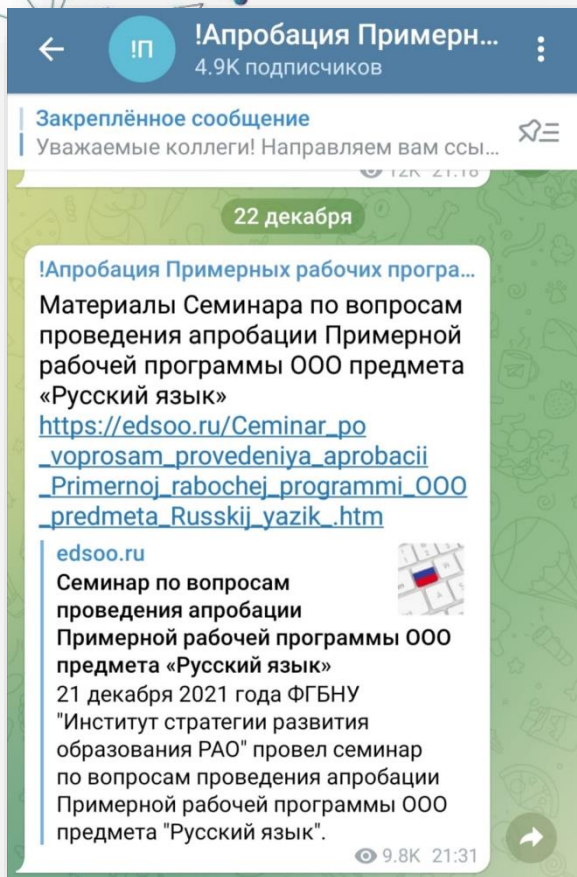 !П
!Апробация Примерн...
4.9K подписчиков
Закреплённое сообщение
Уважаемые коллеги! Направляем вам ссы...
12K 21:18
22 декабря
!Апробация Примерных рабочих програ...
Материалы Семинара по вопросам
проведения апробации Примерной
рабочей программы ООО предмета
«Русский язык»
https://edsoo.ru/Ceminar_po
_voprosam_provedeniya_aprobacii
_Primernoj_rabochej_programmi_OOO
_predmeta_Russkij_yazik_.htm
edsoo.ru
Семинар по вопросам
проведения апробации
Примерной рабочей программы ООО
предмета «Русский язык»
21 декабря 2021 года ФГБНУ
"Институт стратегии развития
образования РАО" провел семинар
по вопросам проведения апробации
Примерной рабочей программы ООО
предмета "Русский язык".
9.8K 21:31